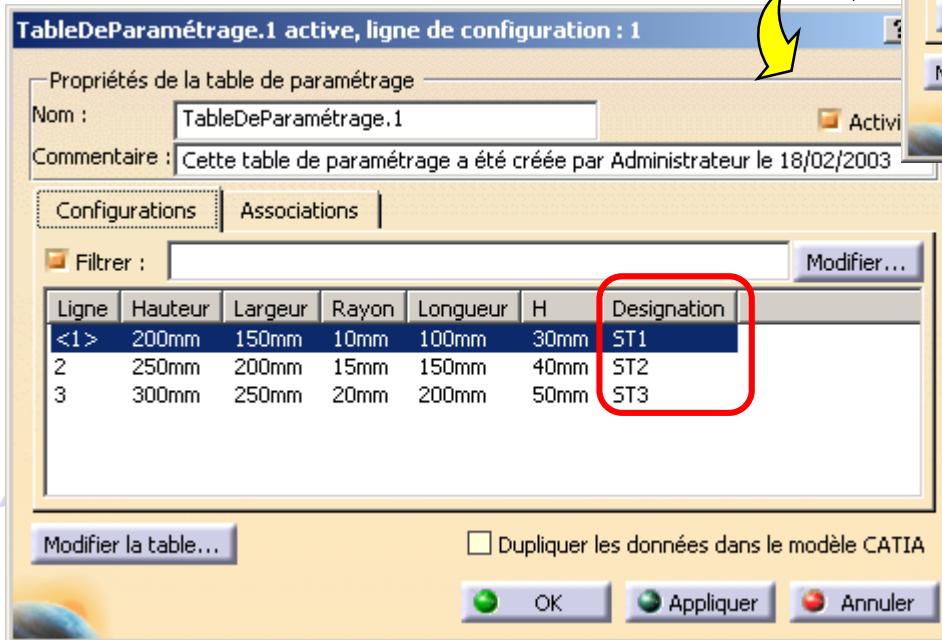 TableDeParamétrage.1 active, ligne de configuration : 1
Propriétés de la table de paramétrage
Nom : TableDeParamétrage.1
Commentaire : Cette table de paramétrage a été créée par Administrateur le 18/02/2003
Configurations Associations
Filtrer : Modifier...
Ligne Hauteur Largeur Rayon Longueur H Designation
<1> 200mm 150mm 10mm 100mm 30mm ST1
2 250mm 200mm 15mm 150mm 40mm ST2
3 300mm 250mm 20mm 200mm 50mm ST3
Modifier la table... Dupliquer les données dans le modèle CATIA
OK Appliquer Annuler